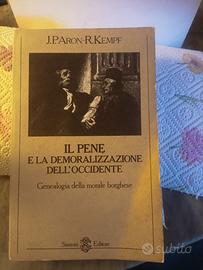 J.P. ARON - R. KEMPF
IL PENE
E LA DEMORALIZZAZIONE
DELL'OCCIDENTE
Genealogia della morale borghese
Sansoni Editore
subito